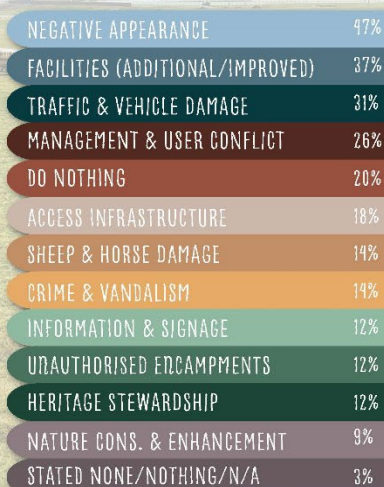 NEGATIVE APPEARANCE 47%
FACILITIES (ADDITIONAL/IMPROVED) 37%
TRAFFIC & VEHICLE DAMAGE 31%
MANAGEMENT & USER CONFLICT 26%
DO NOTHING 20%
ACCESS INFRASTRUCTURE 18%
SHEEP & HORSE DAMAGE 14%
CRIME & VANDALISM 14%
INFORMATION & SIGNAGE 12%
UNAUTHORISED ENCAMPMENTS 12%
HERITAGE STEWARDSHIP 12%
NATURE CONS. & ENHANCEMENT 9%
STATED NONE/NOTHING/N/A 3%